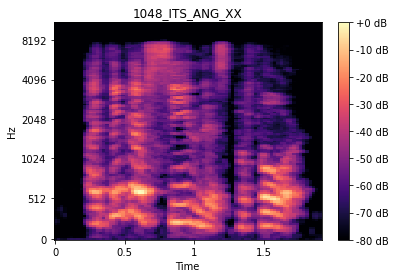 1048_ITS_ANG_XX
8192
4096
2048
1024
512
0
Hz
0
0.5
1
1.5
Time
+0 dB
-10 dB
-20 dB
-30 dB
-40 dB
-50 dB
-60 dB
-70 dB
-80 dB